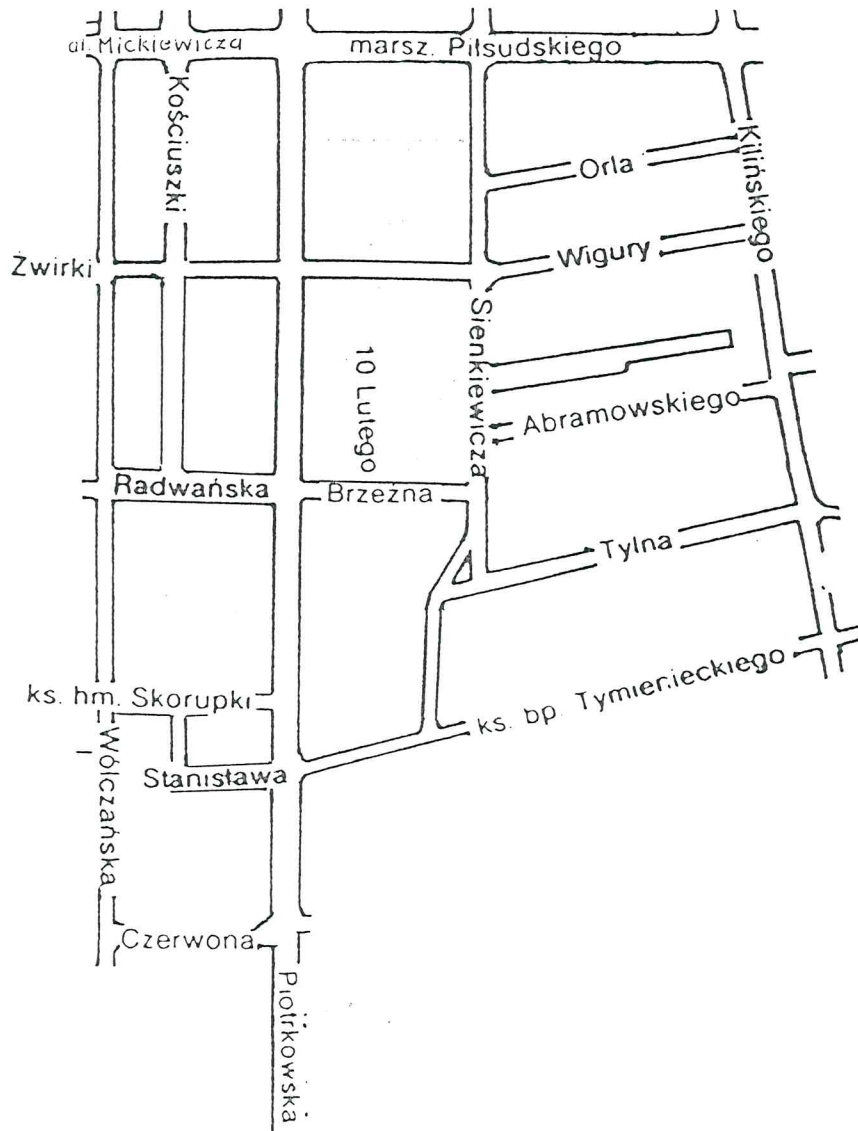 al. Mickiewicza
marsz. Piłsudskiego
Kościuszki
Kilińskiego
Orla
Wigury
Żwirki
Sienkiewicza
10 Lutego
Abramowskiego
Radwańska
Brzeźna
Tylna
ks. hm. Skorupki
ks. bp. Tymienieckiego
Wólczańska
Stanisława
Czerwona
Piotrkowska